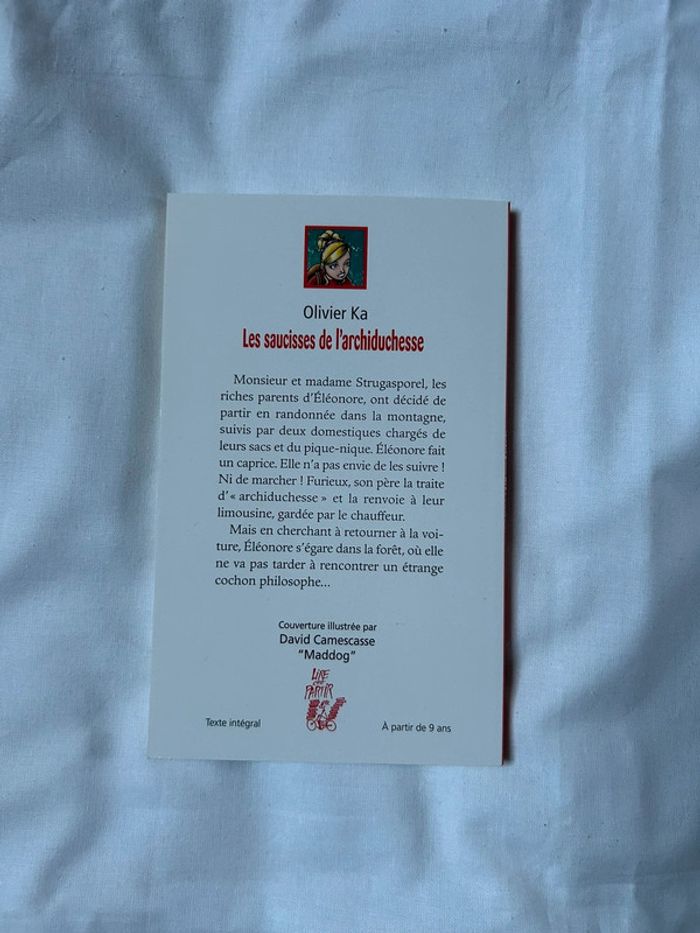 Olivier Ka
Les saucisses de l'archiduchesse
Monsieur et madame Strugasporel, les
riches parents d'Éléonore, ont décidé de
partir en randonnée dans la montagne,
suivis par deux domestiques chargés de
leurs sacs et du pique-nique. Éléonore fait
un caprice. Elle n'a pas envie de les suivre !
Ni de marcher ! Furieux, son père la traite
d'« archiduchesse » et la renvoie à leur
limousine, gardée par le chauffeur.
Mais en cherchant à retourner à la voi-
ture, Éléonore s'égare dans la forêt, où elle
ne va pas tarder à rencontrer un étrange
cochon philosophe...
Couverture illustrée par
David Camescasse
"Maddog"
LIRE
C'EST
PARTIR
Texte intégral
À partir de 9 ans